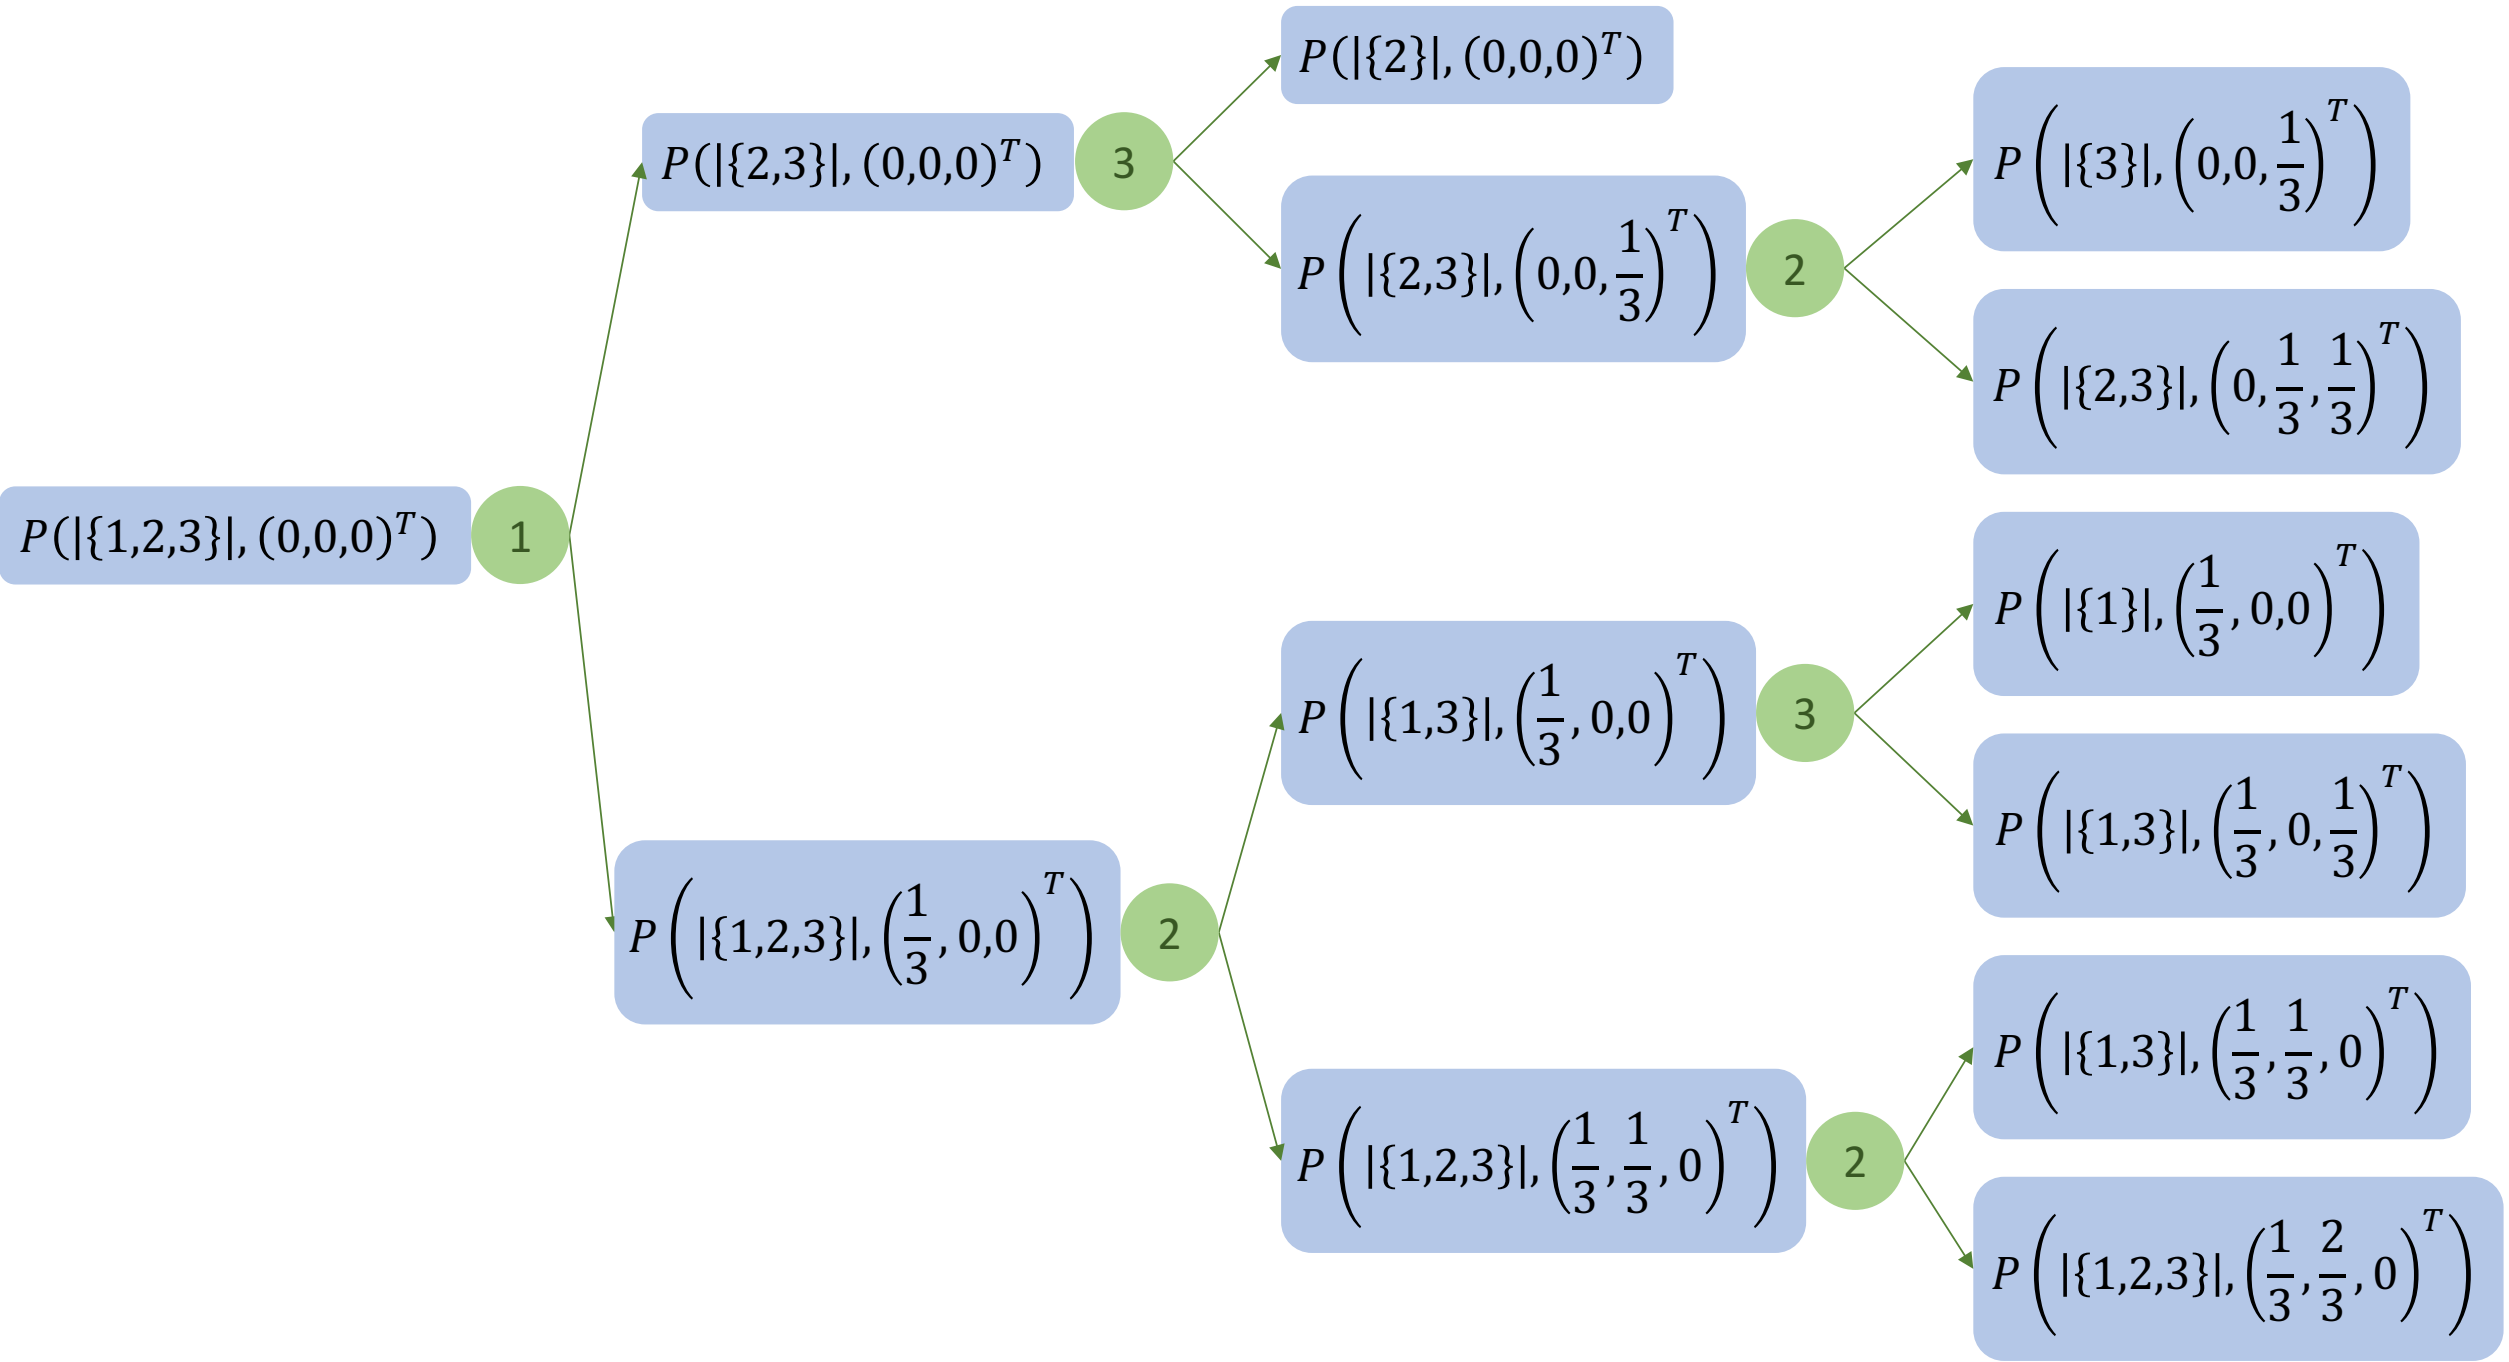 P(|{1,2,3}|, (0,0,0)^T)
1
P(|{2,3}|, (0,0,0)^T)
3
P(|{2}|, (0,0,0)^T)
P(|{2,3}|, (0,0,1/3)^T)
2
P(|{3}|, (0,0,1/3)^T)
P(|{2,3}|, (0,1/3,1/3)^T)
P(|{1,2,3}|, (1/3,0,0)^T)
2
P(|{1,3}|, (1/3,0,0)^T)
3
P(|{1}|, (1/3,0,0)^T)
P(|{1,3}|, (1/3,0,1/3)^T)
P(|{1,2,3}|, (1/3,1/3,0)^T)
2
P(|{1,3}|, (1/3,1/3,0)^T)
P(|{1,2,3}|, (1/3,2/3,0)^T)